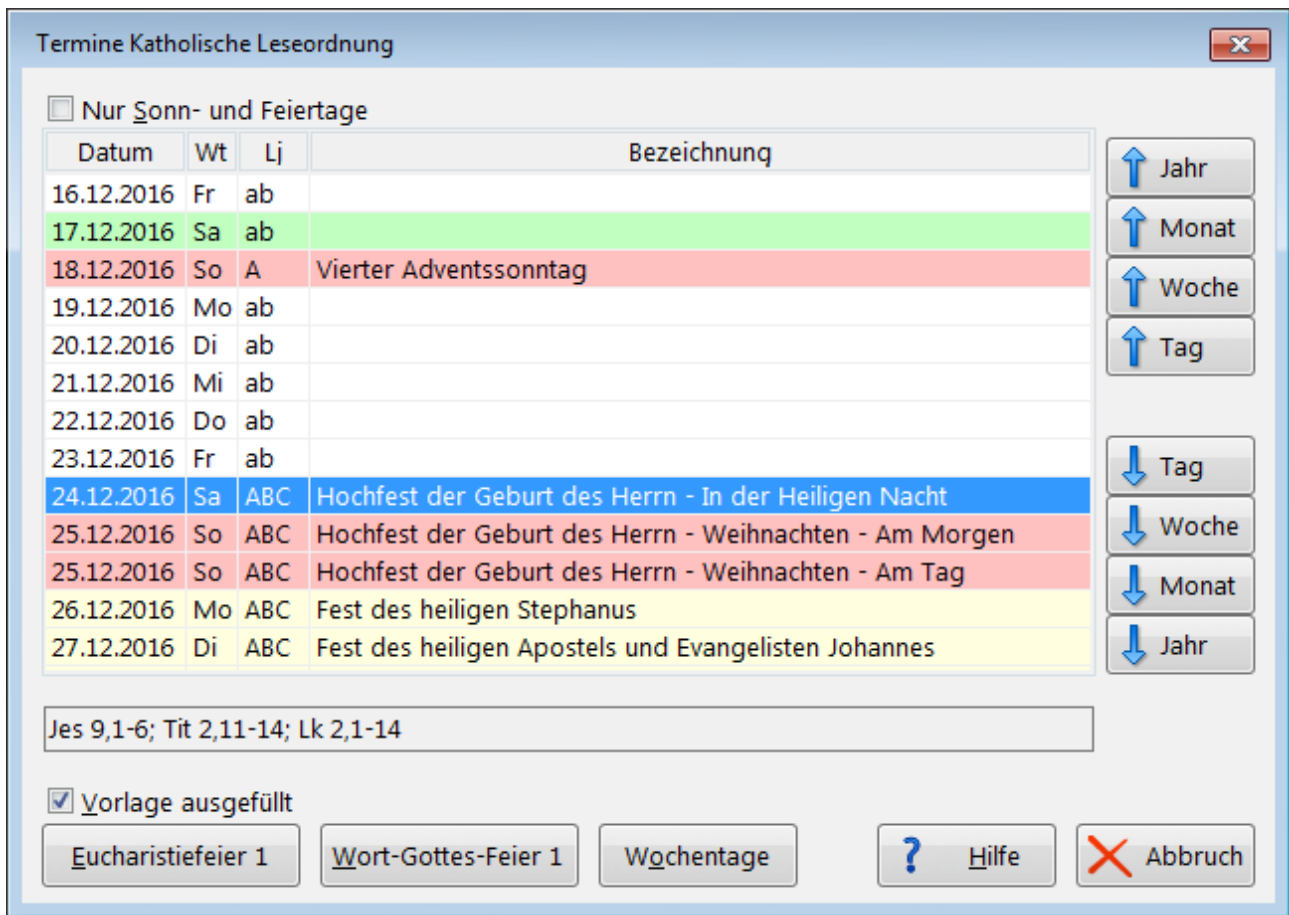 Termine Katholische Leseordnung
Nur Sonn- und Feiertage
Datum Wt Lj Bezeichnung
16.12.2016 Fr ab
17.12.2016 Sa ab
18.12.2016 So A Vierter Adventssonntag
19.12.2016 Mo ab
20.12.2016 Di ab
21.12.2016 Mi ab
22.12.2016 Do ab
23.12.2016 Fr ab
24.12.2016 Sa ABC Hochfest der Geburt des Herrn - In der Heiligen Nacht
25.12.2016 So ABC Hochfest der Geburt des Herrn - Weihnachten - Am Morgen
25.12.2016 So ABC Hochfest der Geburt des Herrn - Weihnachten - Am Tag
26.12.2016 Mo ABC Fest des heiligen Stephanus
27.12.2016 Di ABC Fest des heiligen Apostels und Evangelisten Johannes
Jahr
Monat
Woche
Tag
Tag
Woche
Monat
Jahr
Jes 9,1-6; Tit 2,11-14; Lk 2,1-14
Vorlage ausgefüllt
Eucharistiefeier 1 Wort-Gottes-Feier 1 Wochentage ? Hilfe Abbruch